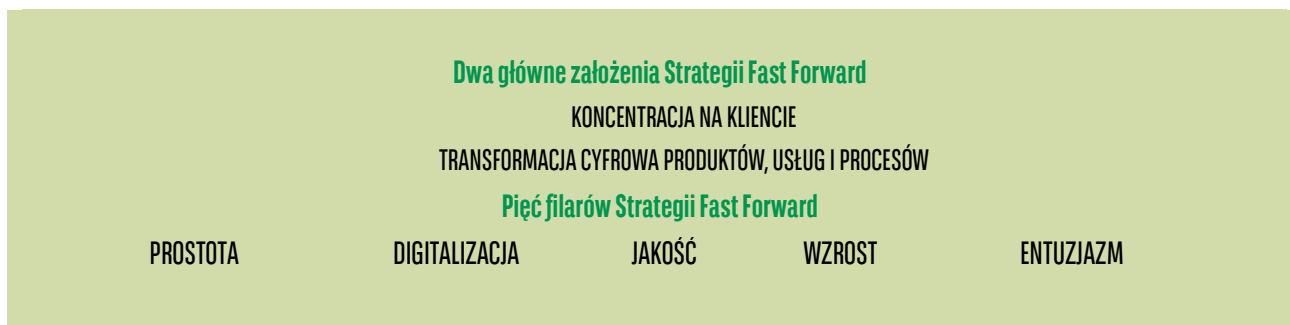 Dwa główne założenia Strategii Fast Forward
KONCENTRACJA NA KLIENCIE
TRANSFORMACJA CYFROWA PRODUKTÓW, USŁUG I PROCESÓW
Pięć filarów Strategii Fast Forward
PROSTOTA DIGITALIZACJA JAKOŚĆ WZROST ENTUZJAZM